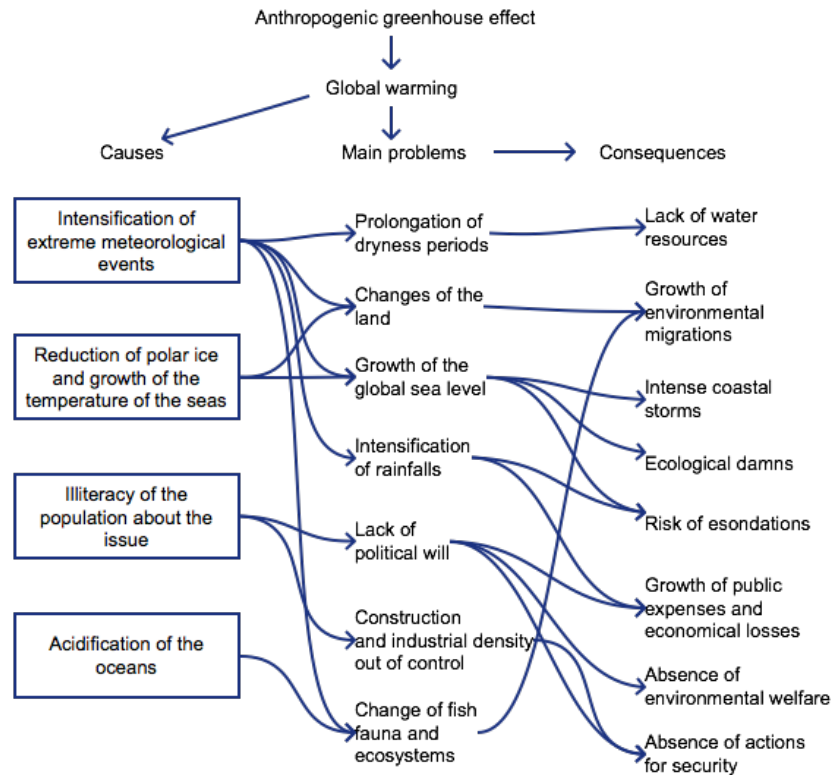 Anthropogenic greenhouse effect
Global warming
Causes
Main problems
Consequences
Intensification of
extreme meteorological
events
Reduction of polar ice
and growth of the
temperature of the seas
Illiteracy of the
population about the
issue
Acidification of the
oceans
Prolongation of
dryness periods
Changes of the
land
Growth of the
global sea level
Intensification
of rainfalls
Lack of
political will
Construction
and industrial density
out of control
Change of fish
fauna and
ecosystems
Lack of water
resources
Growth of
environmental
migrations
Intense coastal
storms
Ecological damns
Risk of esondations
Growth of public
expenses and
economical losses
Absence of
environmental welfare
Absence of actions
for security